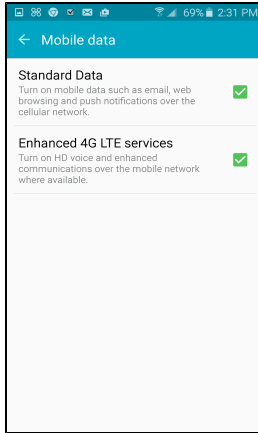 69% 2:31 PM
Mobile data
Standard Data
Turn on mobile data such as email, web
browsing and push notifications over the
cellular network.
Enhanced 4G LTE services
Turn on HD voice and enhanced
communications over the mobile network
where available.